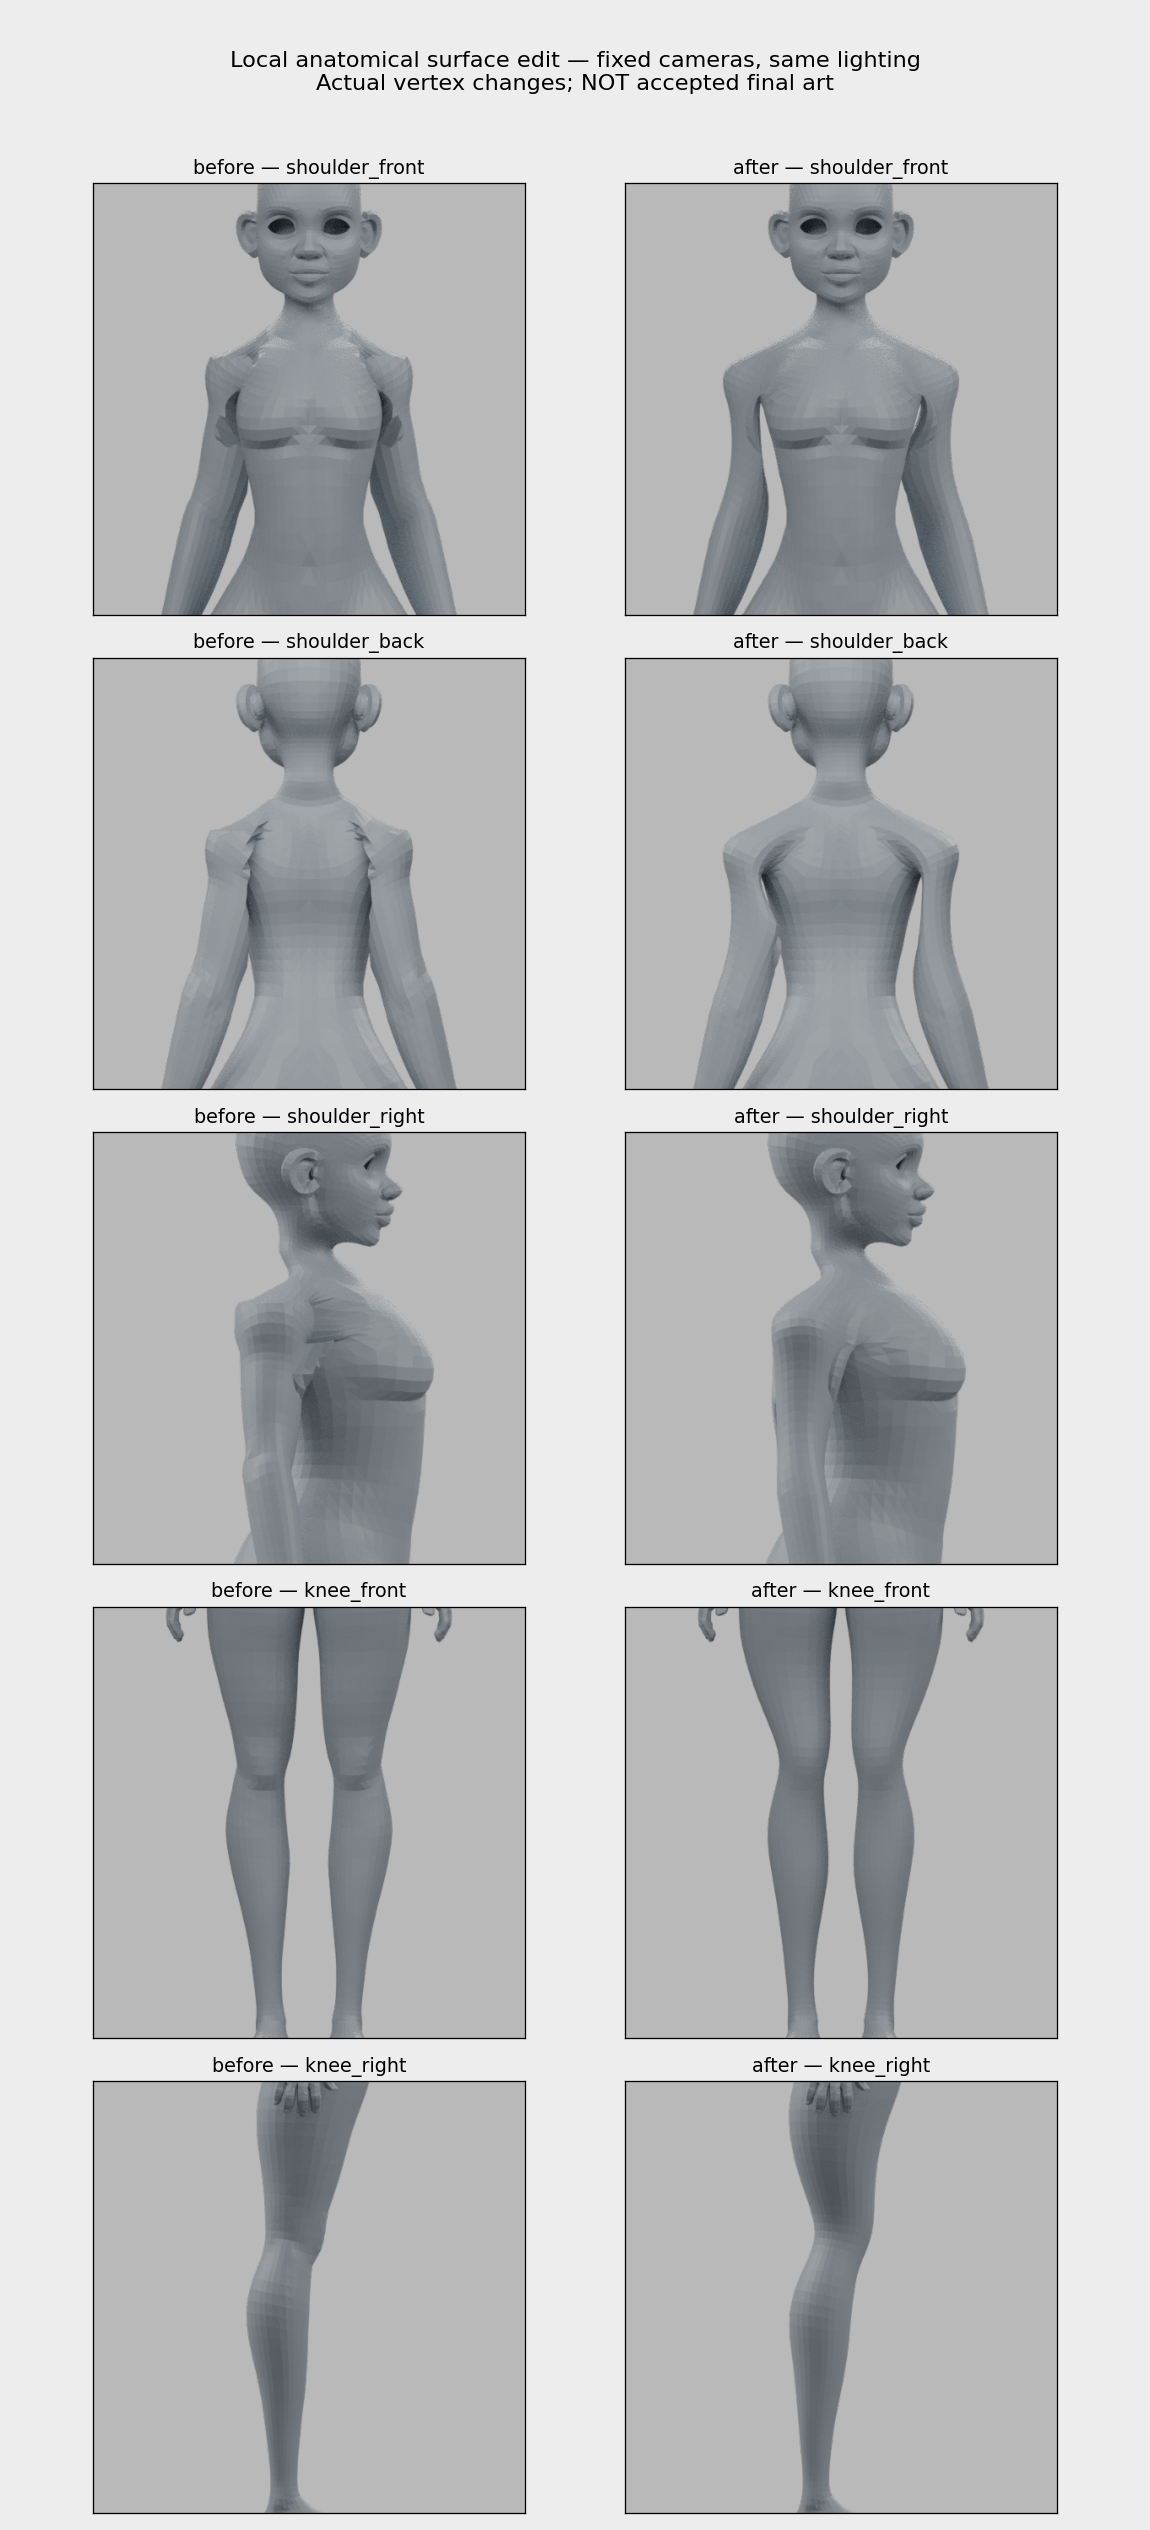 Local anatomical surface edit — fixed cameras, same lighting
Actual vertex changes; NOT accepted final art
before — shoulder_front
after — shoulder_front
before — shoulder_back
after — shoulder_back
before — shoulder_right
after — shoulder_right
before — knee_front
after — knee_front
before — knee_right
after — knee_right